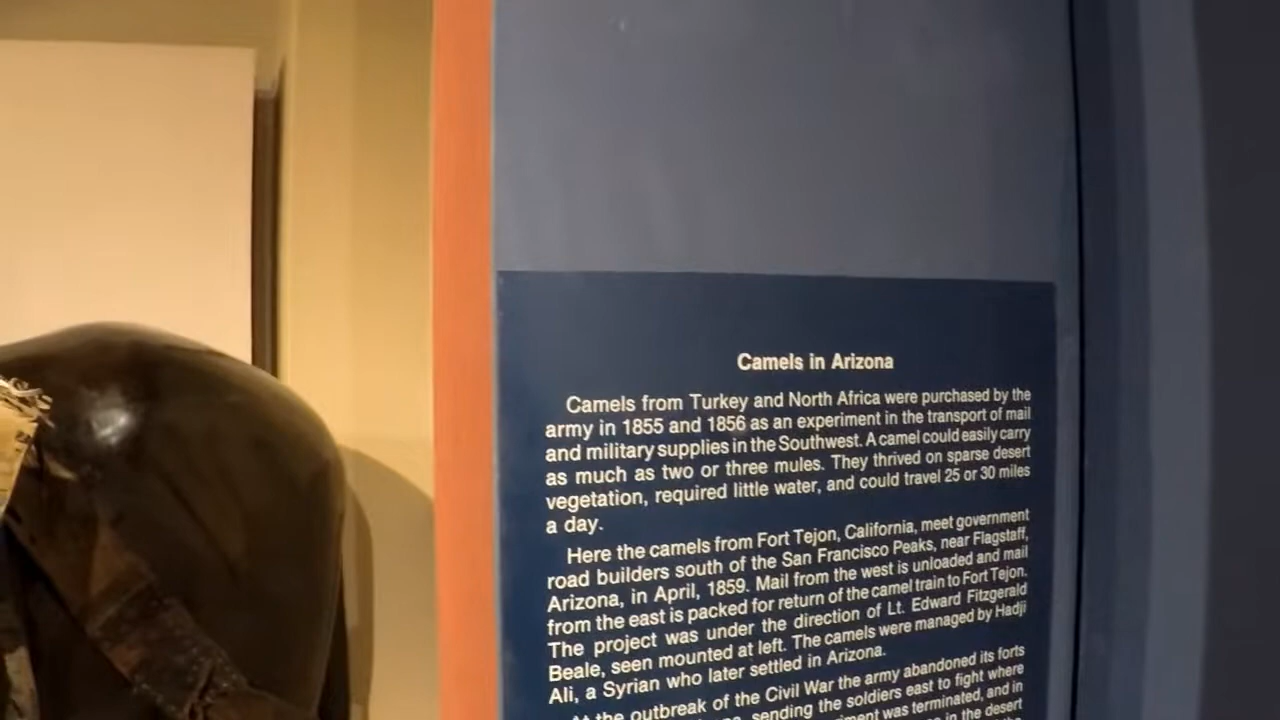 Camels in Arizona
Camels from Turkey and North Africa were purchased by the
army in 1855 and 1856 as an experiment in the transport of mail
and military supplies in the Southwest. A camel could easily carry
as much as two or three mules. They thrived on sparse desert
vegetation, required little water, and could travel 25 or 30 miles
a day.
Here the camels from Fort Tejon, California, meet government
road builders south of the San Francisco Peaks, near Flagstaff,
Arizona, in April, 1859. Mail from the west is unloaded and mail
from the east is packed for return of the camel train to Fort Tejon.
The project was under the direction of Lt. Edward Fitzgerald
Beale, seen mounted at left. The camels were managed by Hadji
Ali, a Syrian who later settled in Arizona.
At the outbreak of the Civil War the army abandoned its forts
sending the soldiers east to fight where
was terminated, and in
in the desert